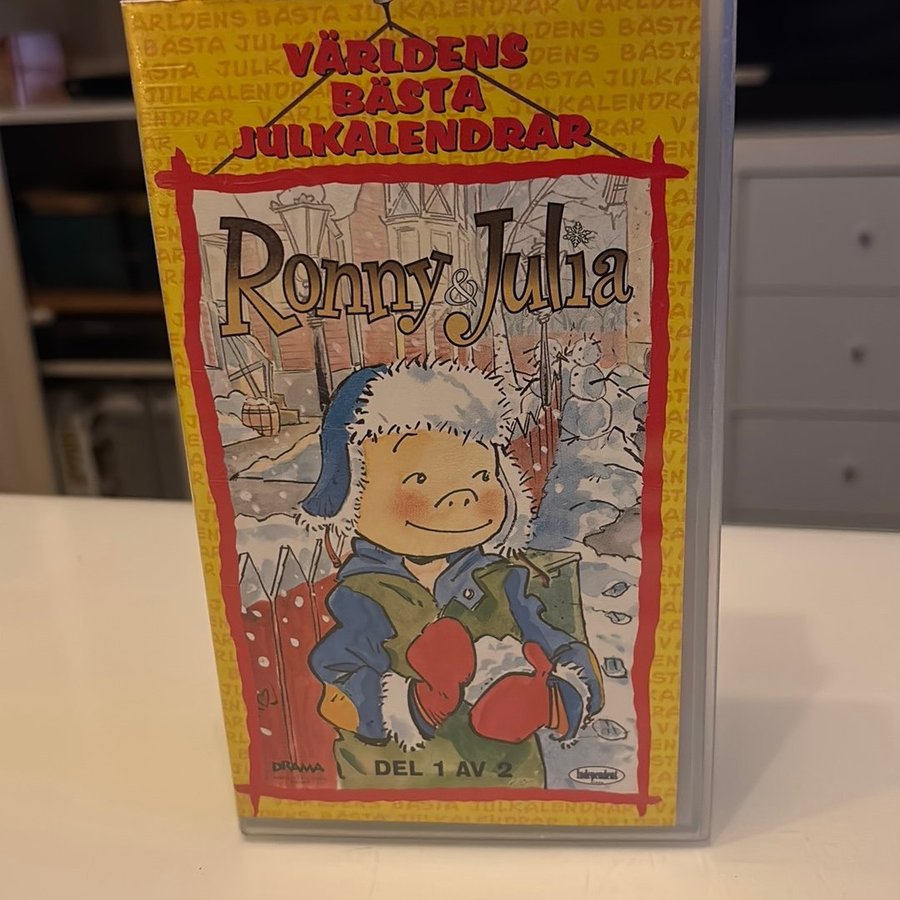 VÄRLDENS
BÄSTA
JULKALENDRAR
Ronny & Julia
DRAMA
DEL 1 AV 2
Independent